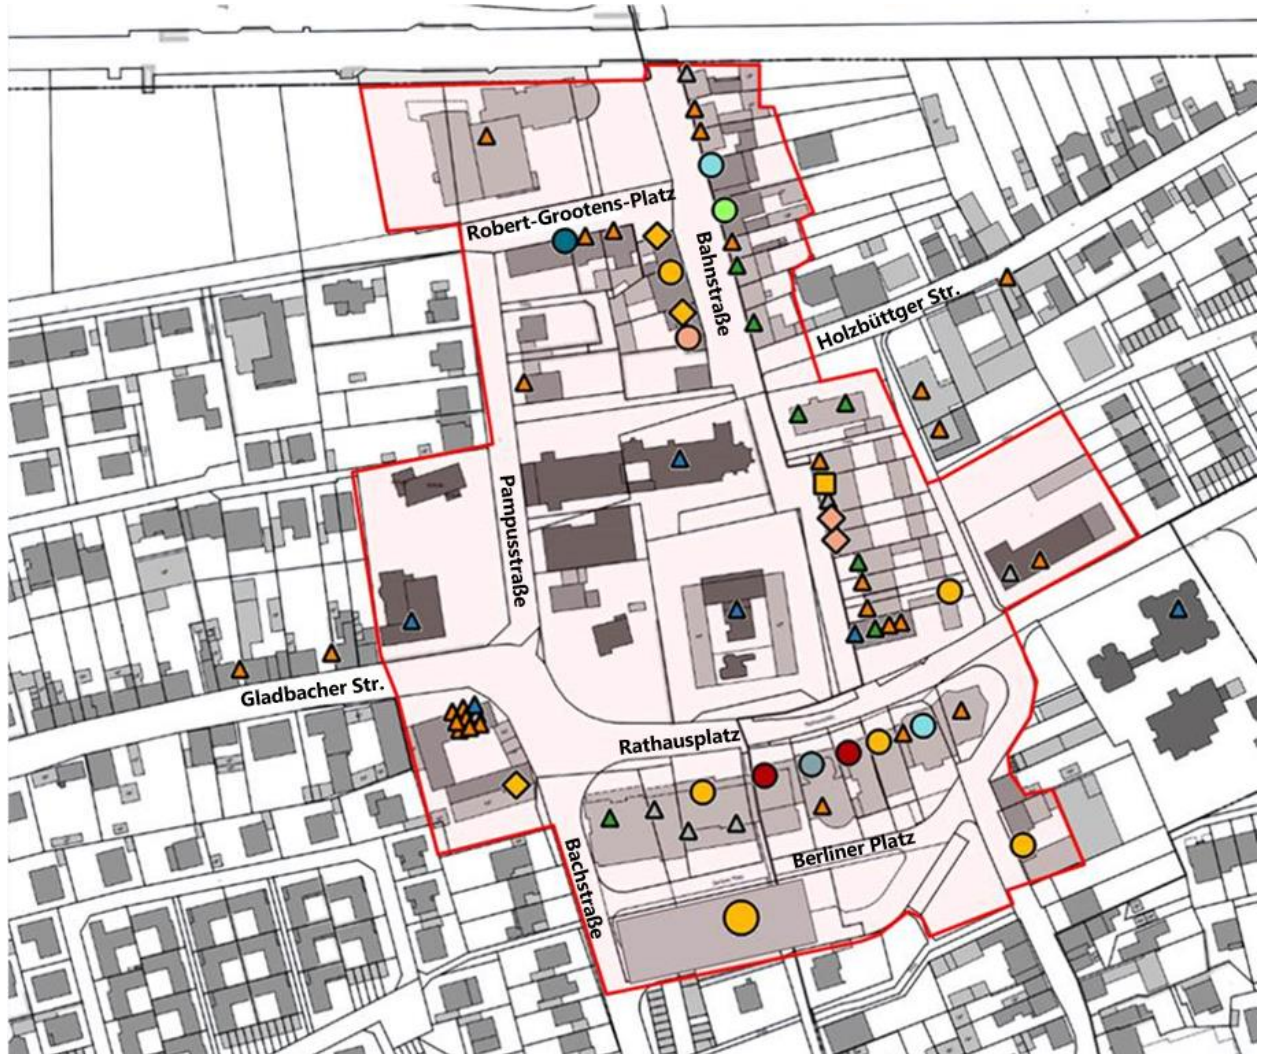 Robert-Grootens-Platz
Bahnstraße
Holzbüttger Str.
Pampusstraße
Gladbacher Str.
Rathausplatz
Berliner Platz
Bachstraße